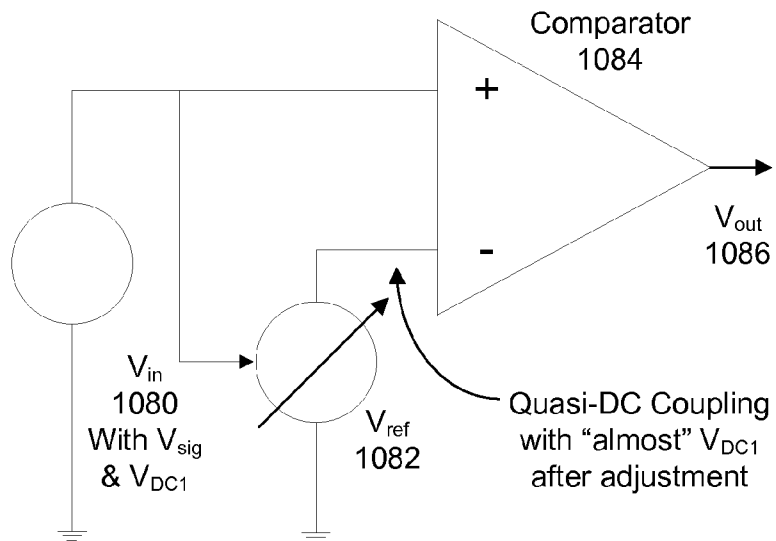 Comparator
1084
+
-
V_out
1086
V_in
1080
With V_sig
& V_DC1
V_ref
1082
Quasi-DC Coupling
with “almost” V_DC1
after adjustment